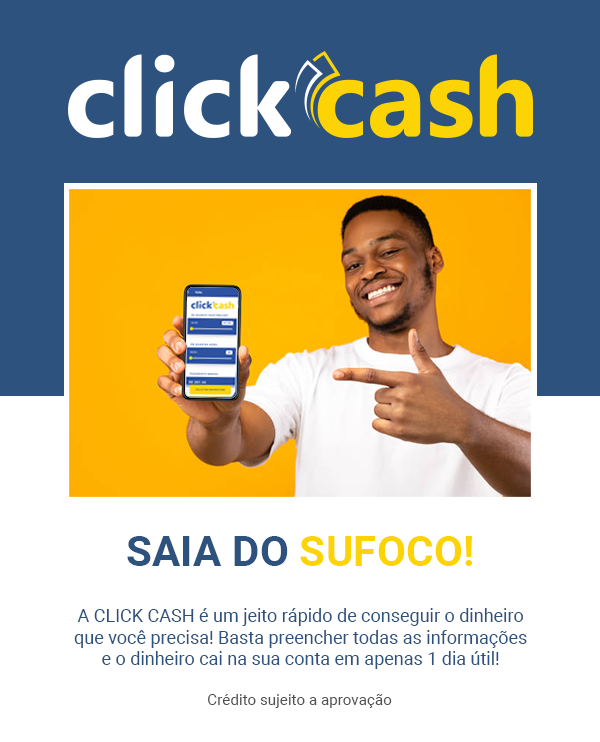 click cash
click cash
SAIA DO SUFOCO!
A CLICK CASH é um jeito rápido de conseguir o dinheiro
que você precisa! Basta preencher todas as informações
e o dinheiro cai na sua conta em apenas 1 dia útil!
Crédito sujeito a aprovação